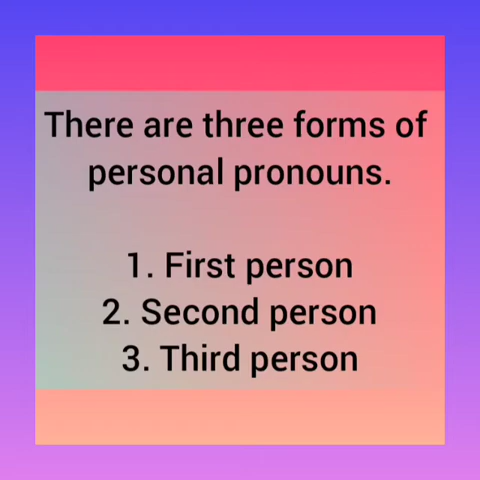 There are three forms of
personal pronouns.
1. First person
2. Second person
3. Third person